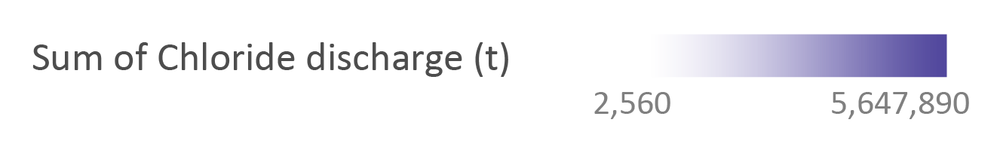 Sum of Chloride discharge (t)
2,560 5,647,890